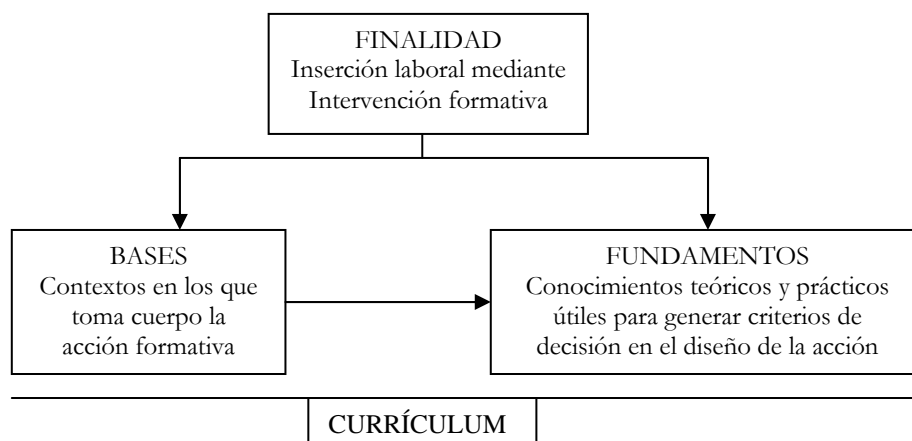 FINALIDAD
Inserción laboral mediante
Intervención formativa
BASES
Contextos en los que
toma cuerpo la
acción formativa
FUNDAMENTOS
Conocimientos teóricos y prácticos
útiles para generar criterios de
decisión en el diseño de la acción
CURRÍCULUM